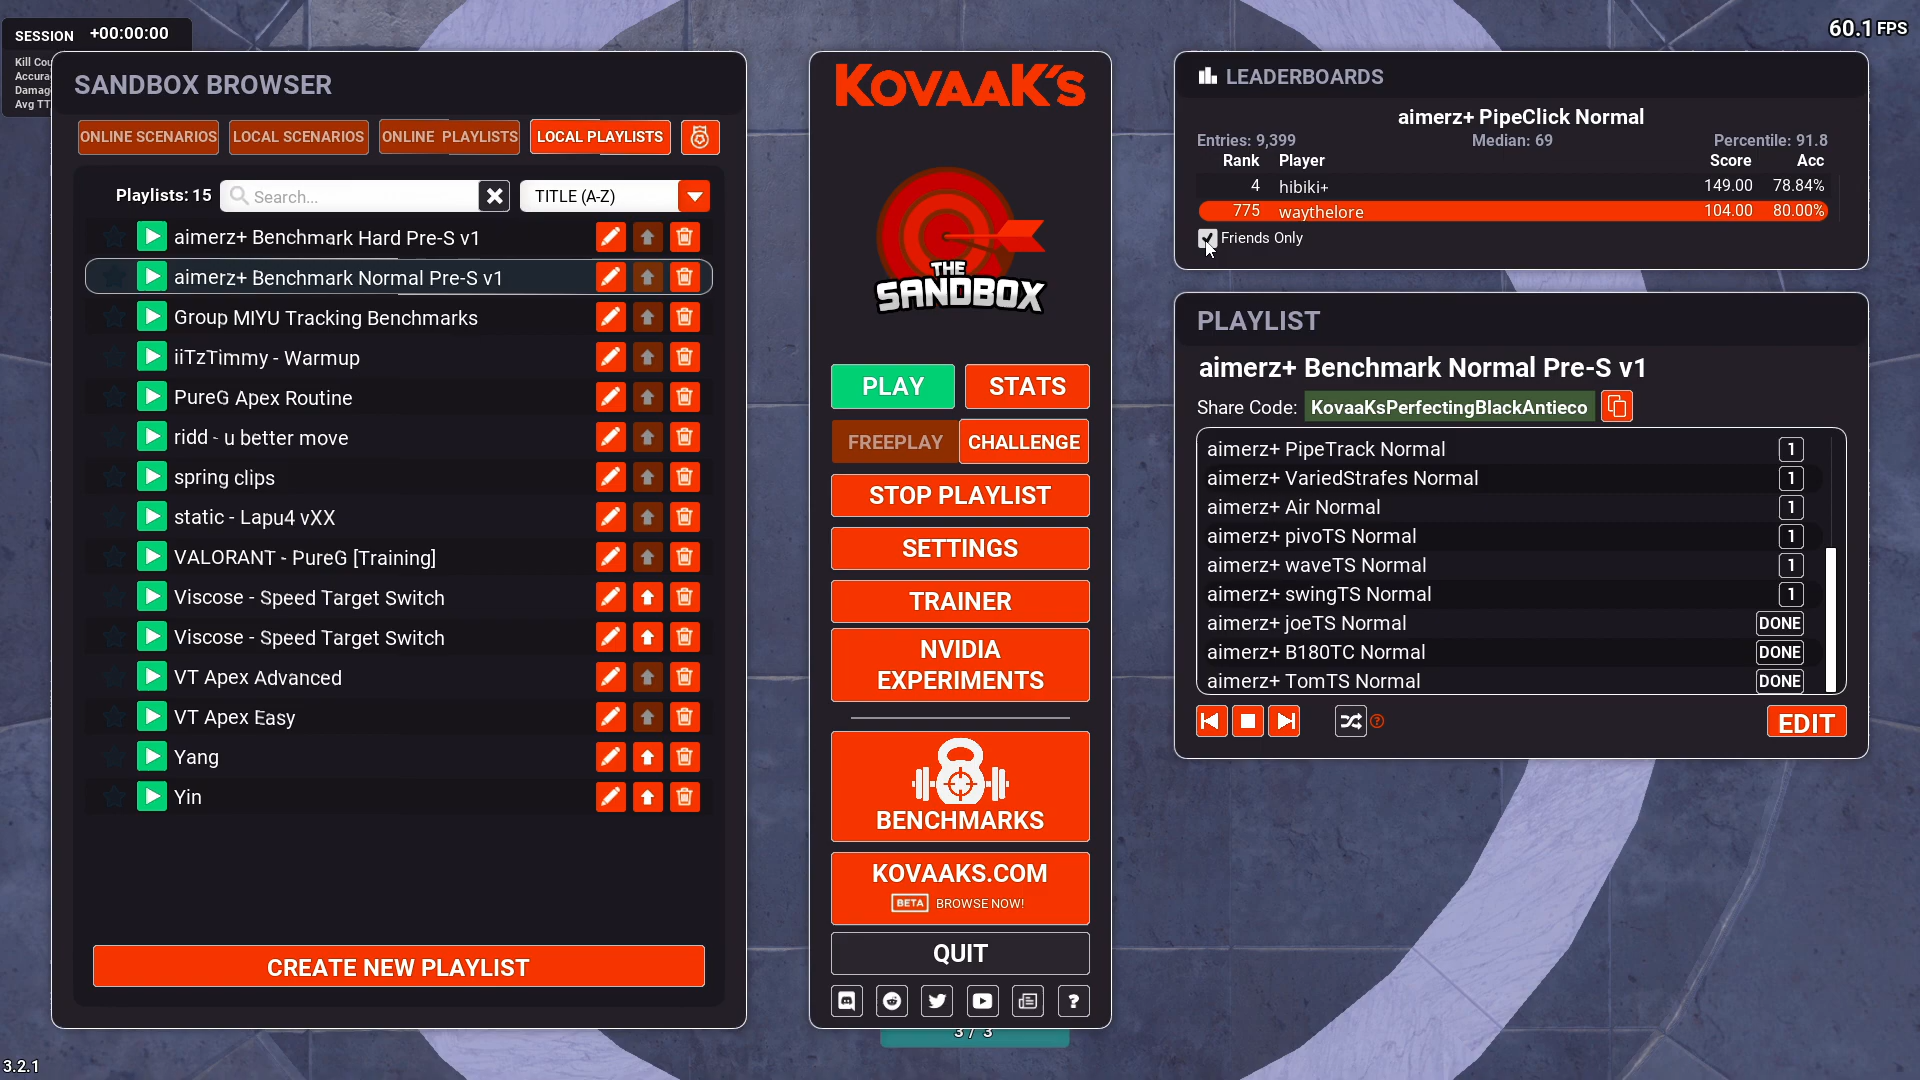 SESSION +00:00:00
Kill Cou
Accura
Damag
Avg TT
60.1 FPS
SANDBOX BROWSER
ONLINE SCENARIOS
LOCAL SCENARIOS
ONLINE PLAYLISTS
LOCAL PLAYLISTS
Playlists: 15
Search...
TITLE (A-Z)
aimerz+ Benchmark Hard Pre-S v1
aimerz+ Benchmark Normal Pre-S v1
Group MIYU Tracking Benchmarks
iiTzTimmy - Warmup
PureG Apex Routine
ridd - u better move
spring clips
static - Lapu4 vXX
VALORANT - PureG [Training]
Viscose - Speed Target Switch
Viscose - Speed Target Switch
VT Apex Advanced
VT Apex Easy
Yang
Yin
CREATE NEW PLAYLIST
KOVAAK'S
THE
SANDBOX
PLAY
STATS
FREEPLAY
CHALLENGE
STOP PLAYLIST
SETTINGS
TRAINER
NVIDIA
EXPERIMENTS
BENCHMARKS
KOVAAKS.COM
BETA BROWSE NOW!
QUIT
?
3 / 3
LEADERBOARDS
aimerz+ PipeClick Normal
Entries: 9,399 Median: 69 Percentile: 91.8
Rank Player Score Acc
4 hibiki+ 149.00 78.84%
775 waythelore 104.00 80.00%
Friends Only
PLAYLIST
aimerz+ Benchmark Normal Pre-S v1
Share Code: KovaaKsPerfectingBlackAntieco
aimerz+ PipeTrack Normal 1
aimerz+ VariedStrafes Normal 1
aimerz+ Air Normal 1
aimerz+ pivoTS Normal 1
aimerz+ waveTS Normal 1
aimerz+ swingTS Normal 1
aimerz+ joeTS Normal DONE
aimerz+ B180TC Normal DONE
aimerz+ TomTS Normal DONE
?
EDIT
3.2.1